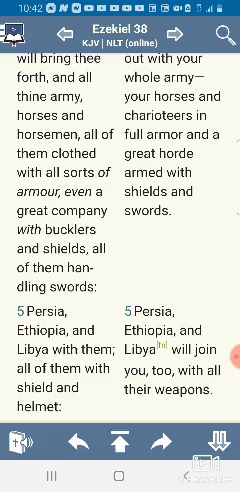 10:42
Ezekiel 38
KJV | NLT (online)
will bring thee
forth, and all
thine army,
horses and
horsemen, all of
them clothed
with all sorts of
armour, even a
great company
with bucklers
and shields, all
of them han-
dling swords:
5 Persia,
Ethiopia, and
Libya with them;
all of them with
shield and
helmet:
out with your
whole army—
your horses and
charioteers in
full armor and a
great horde
armed with
shields and
swords.
5 Persia,
Ethiopia, and
Libya[fn] will join
you, too, with all
their weapons.